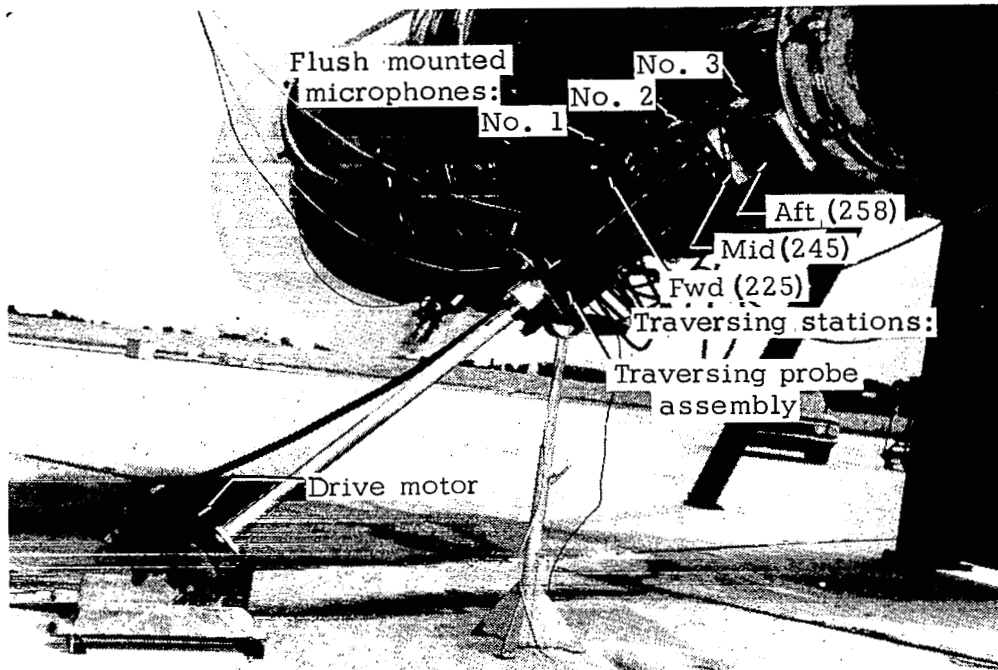 Flush mounted
microphones:
No. 1
No. 2
No. 3
Aft (258)
Mid (245)
Fwd (225)
Traversing stations:
Traversing probe
assembly
Drive motor